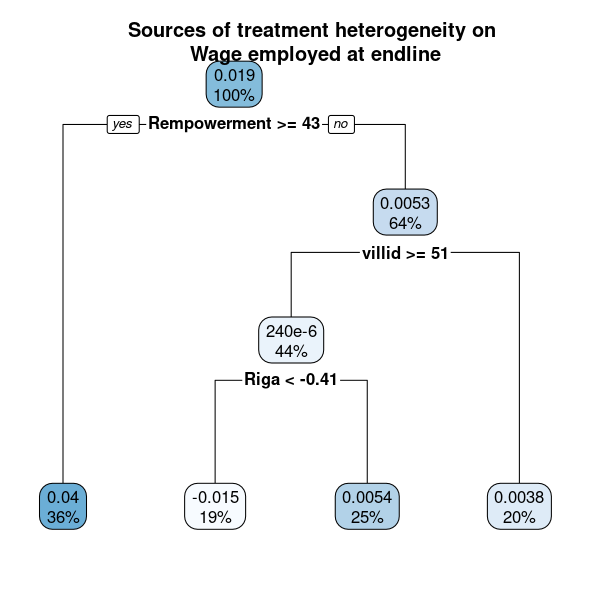 Sources of treatment heterogeneity on
Wage employed at endline
0.019
100%
yes Rempowerment >= 43 no
0.0053
64%
villid >= 51
240e-6
44%
Riga < -0.41
0.04
36%
-0.015
19%
0.0054
25%
0.0038
20%